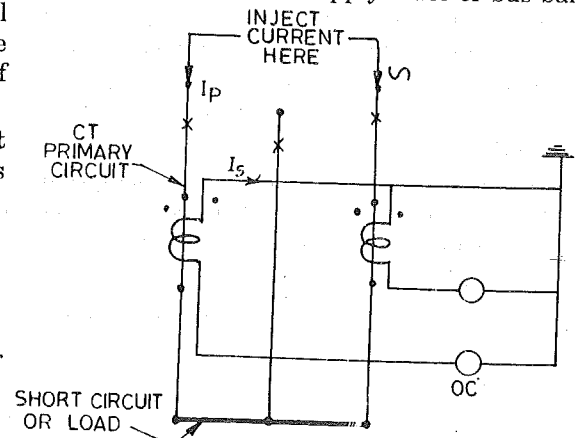 l
e
f
t
s
r
INJECT
CURRENT
HERE
Ip
S
CT
PRIMARY
CIRCUIT
Is
OC
SHORT CIRCUIT
OR LOAD